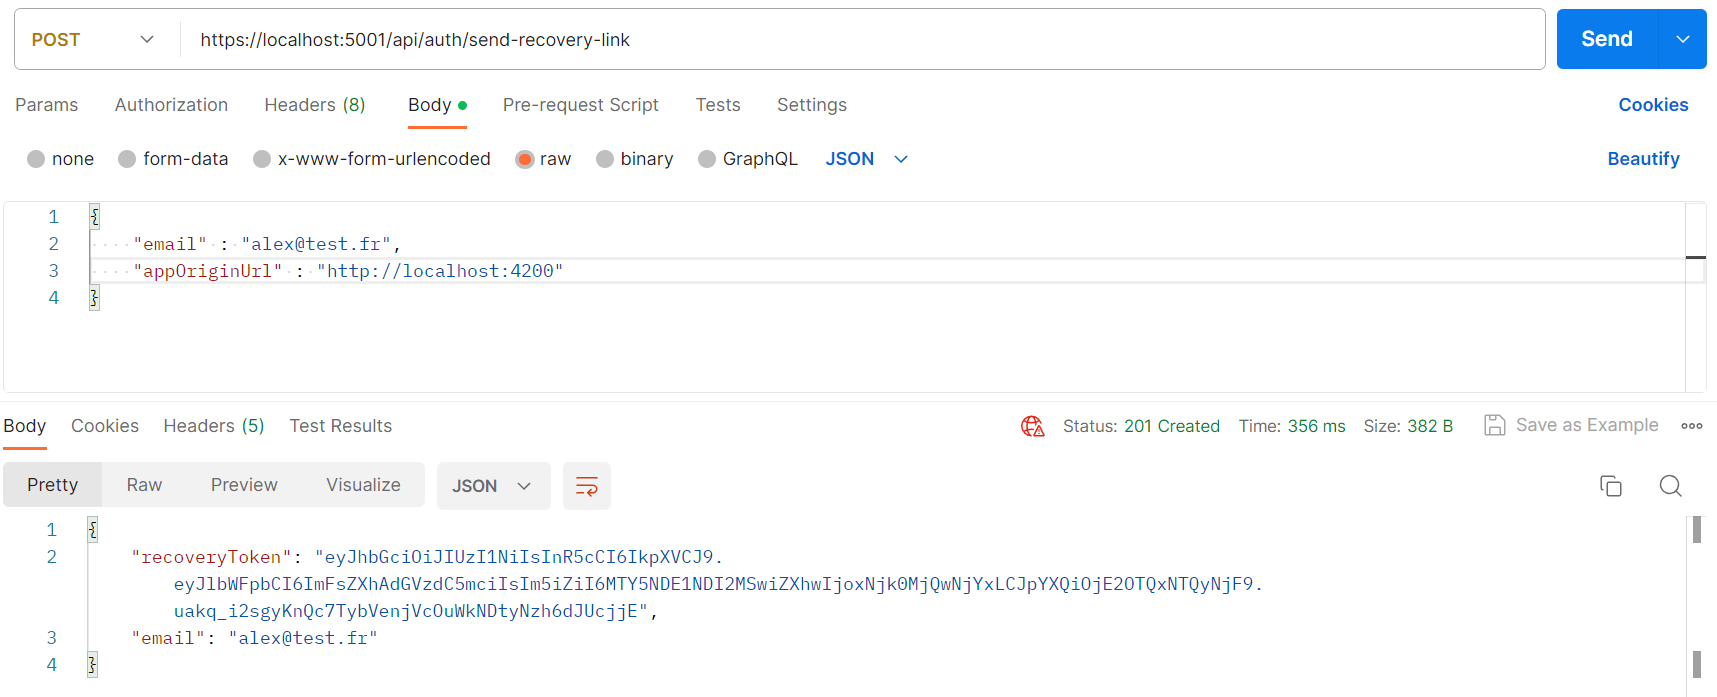 POST https://localhost:5001/api/auth/send-recovery-link Send
Params Authorization Headers (8) Body Pre-request Script Tests Settings Cookies
none form-data x-www-form-urlencoded raw binary GraphQL JSON Beautify
1 {
2 "email" : "alex@test.fr",
3 "appOriginUrl" : "http://localhost:4200"
4 }
Body Cookies Headers (5) Test Results Status: 201 Created Time: 356 ms Size: 382 B Save as Example
Pretty Raw Preview Visualize JSON
1 {
2 "recoveryToken": "eyJhbGciOiJIUzI1NiIsInR5cCI6IkpXVCJ9.
eyJlbWFpbCI6ImFsZXhAdGVzdC5mciIsIm5iZiI6MTY5NDE1NDI2MSwiZXhwIjoxNjk0MjQwNjYxLCJpYXQiOjE2OTQxNTQyNjF9.
uakq_i2sgyKnQc7TybVenjVcOuWkNDtyNzh6dJUcjjE",
3 "email": "alex@test.fr"
4 }